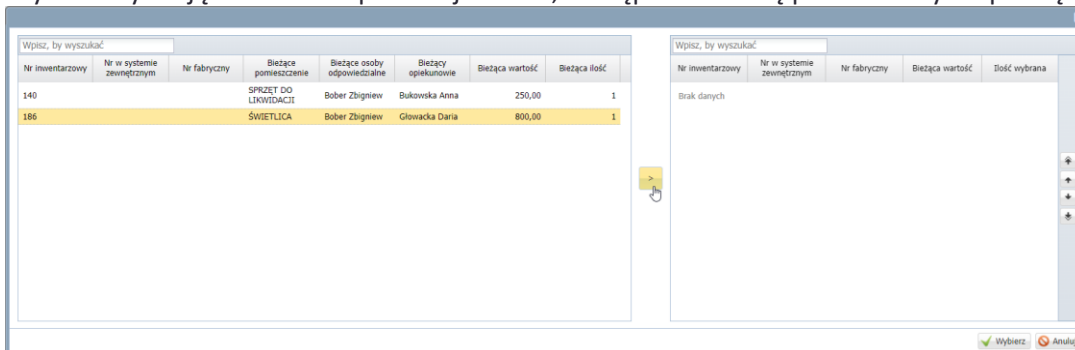 Wpisz, by wyszukać
Nr inwentarzowy Nr w systemie zewnętrznym Nr fabryczny Bieżące pomieszczenie Bieżące osoby odpowiedzialne Bieżący opiekunowie Bieżąca wartość Bieżąca ilość
140 SPRZĘT DO LIKWIDACJI Bober Zbigniew Bukowska Anna 250,00 1
186 ŚWIETLICA Bober Zbigniew Głowacka Daria 800,00 1
>
Wpisz, by wyszukać
Nr inwentarzowy Nr w systemie zewnętrznym Nr fabryczny Bieżąca wartość Ilość wybrana
Brak danych
Wybierz Anuluj